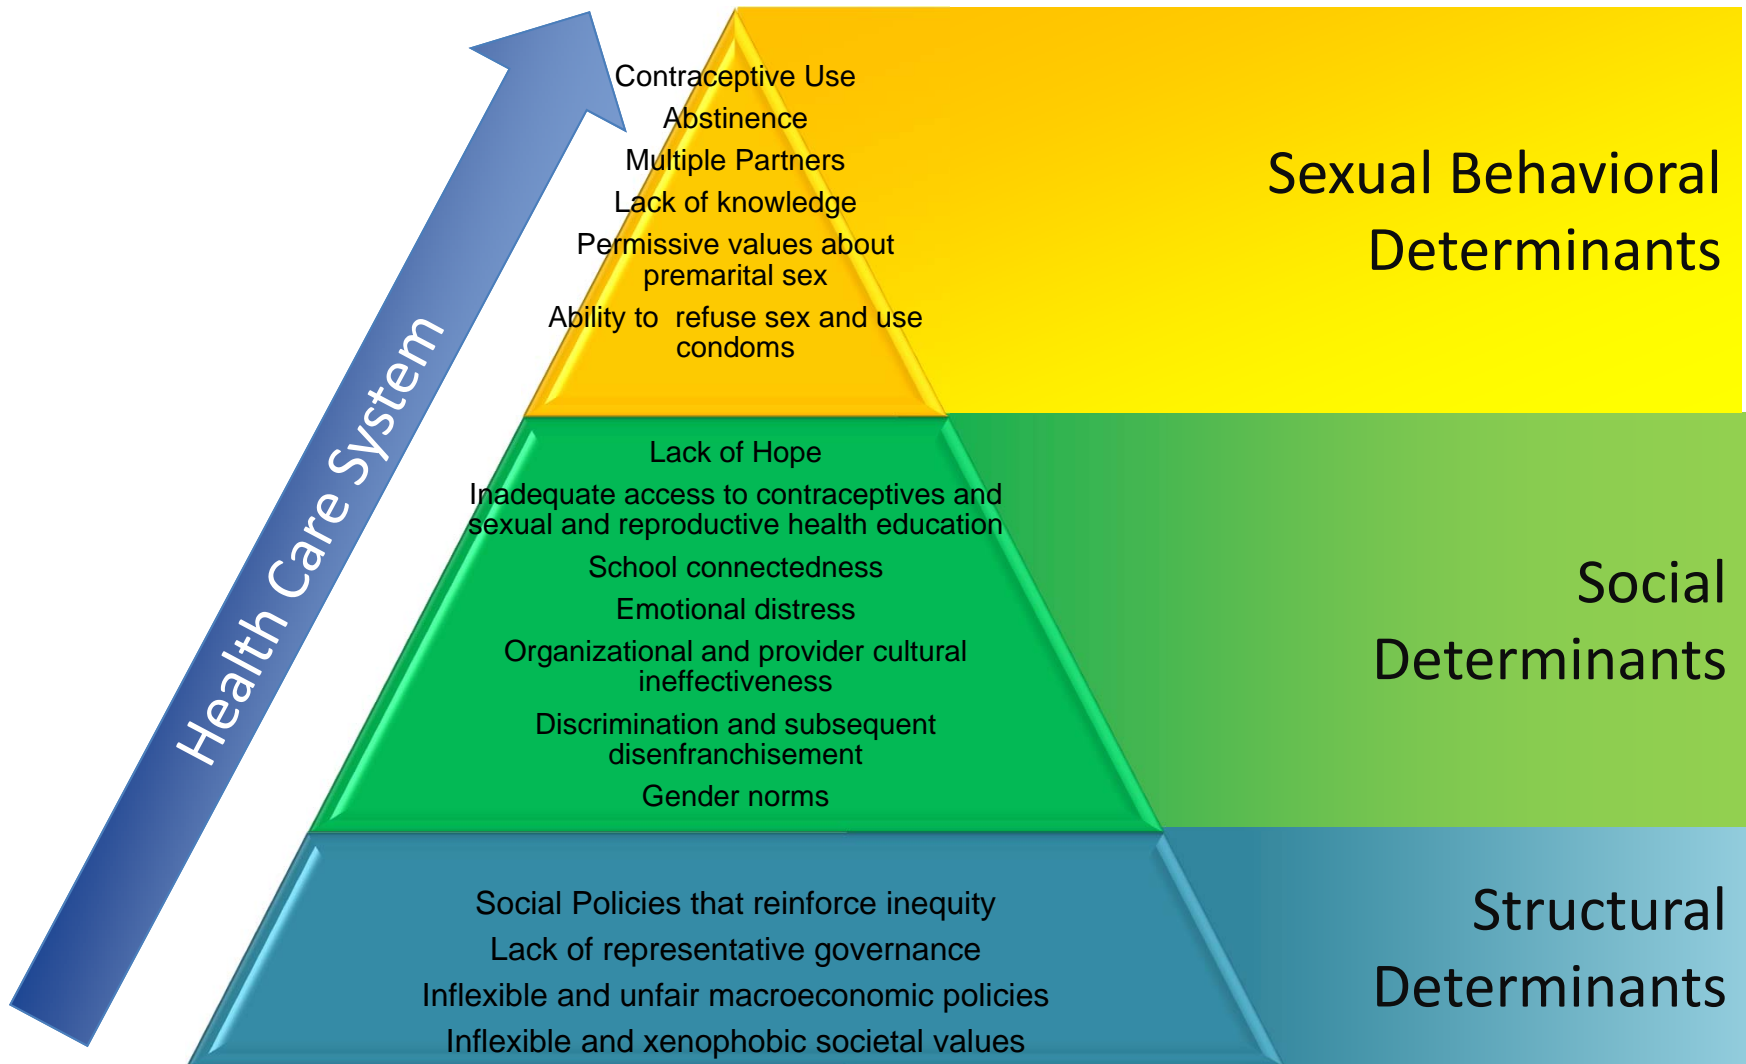 Contraceptive Use
Abstinence
Multiple Partners
Lack of knowledge
Permissive values about
premarital sex
Ability to  refuse sex and use
condoms
Sexual Behavioral
Determinants
Health Care System
Lack of Hope
Inadequate access to contraceptives and
sexual and reproductive health education
School connectedness
Emotional distress
Organizational and provider cultural
ineffectiveness
Discrimination and subsequent
disenfranchisement
Gender norms
Social
Determinants
Social Policies that reinforce inequity
Lack of representative governance
Inflexible and unfair macroeconomic policies
Inflexible and xenophobic societal values
Structural
Determinants